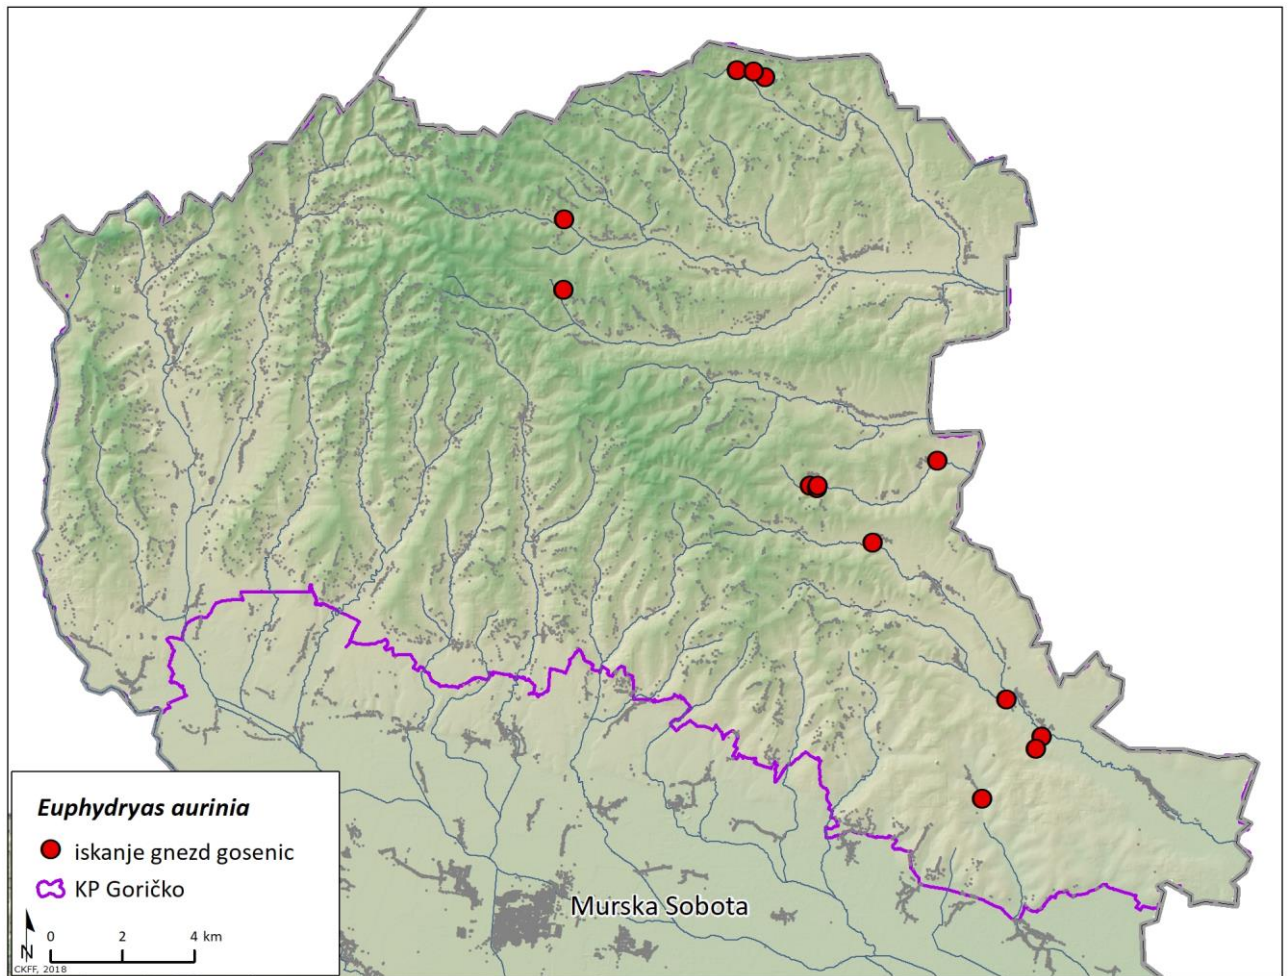 Murska Sobota
Euphydryas aurinia
iskanje gnezd gosenic
KP Goričko
N
0 2 4 km
CKFF, 2018